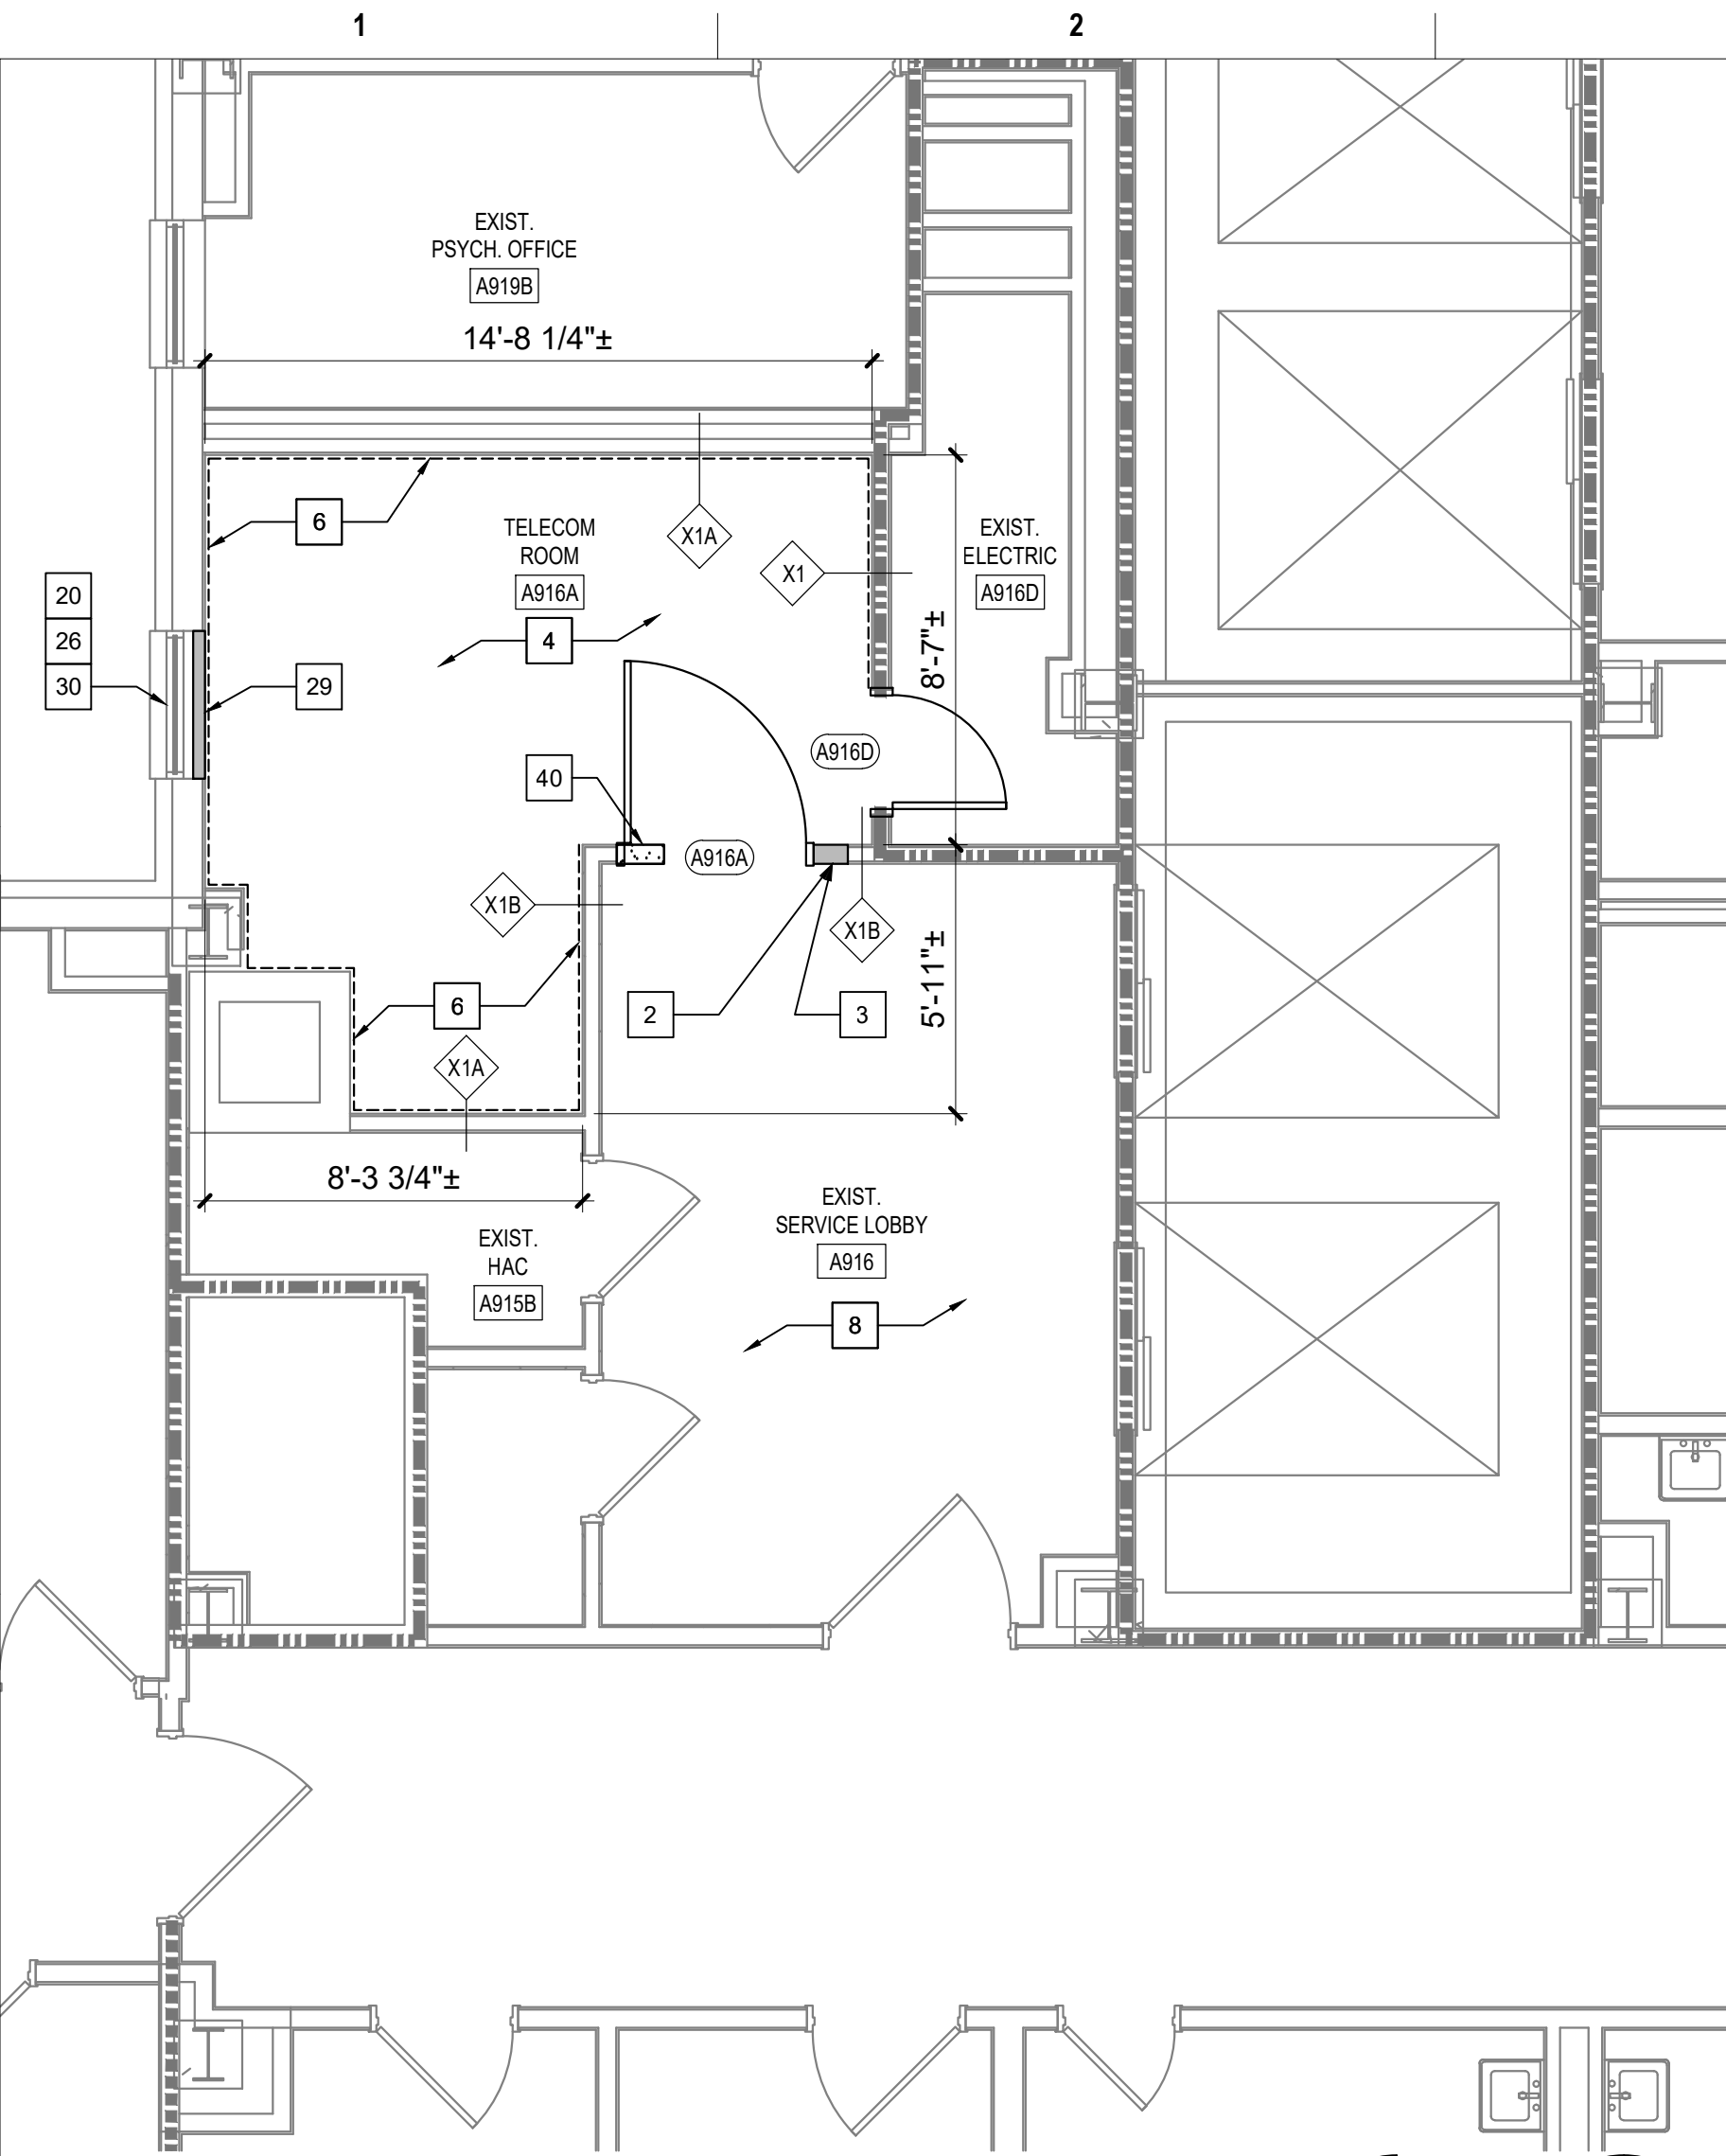 1
2
EXIST.
PSYCH. OFFICE
A919B
14'-8 1/4"±
6
TELECOM
ROOM
A916A
X1A
X1
EXIST.
ELECTRIC
A916D
20
26
30
29
4
8'-7"±
40
A916D
A916A
X1B
X1B
6
2
3
5'-11"±
X1A
8'-3 3/4"±
EXIST.
SERVICE LOBBY
A916
EXIST.
HAC
A915B
8